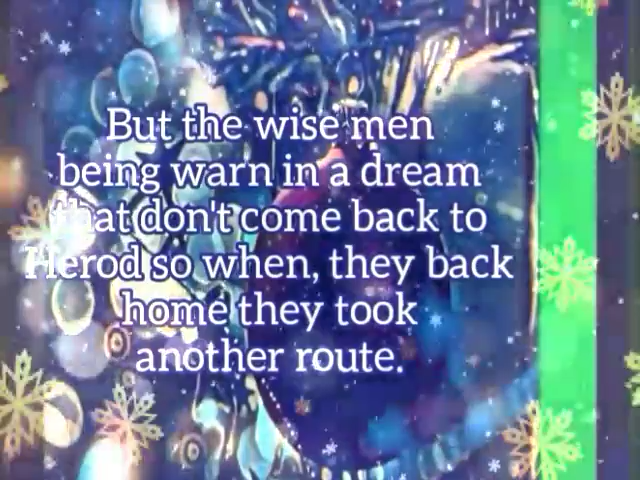 But the wise men
being warn in a dream
that don't come back to
Herod so when, they back
home they took
another route.